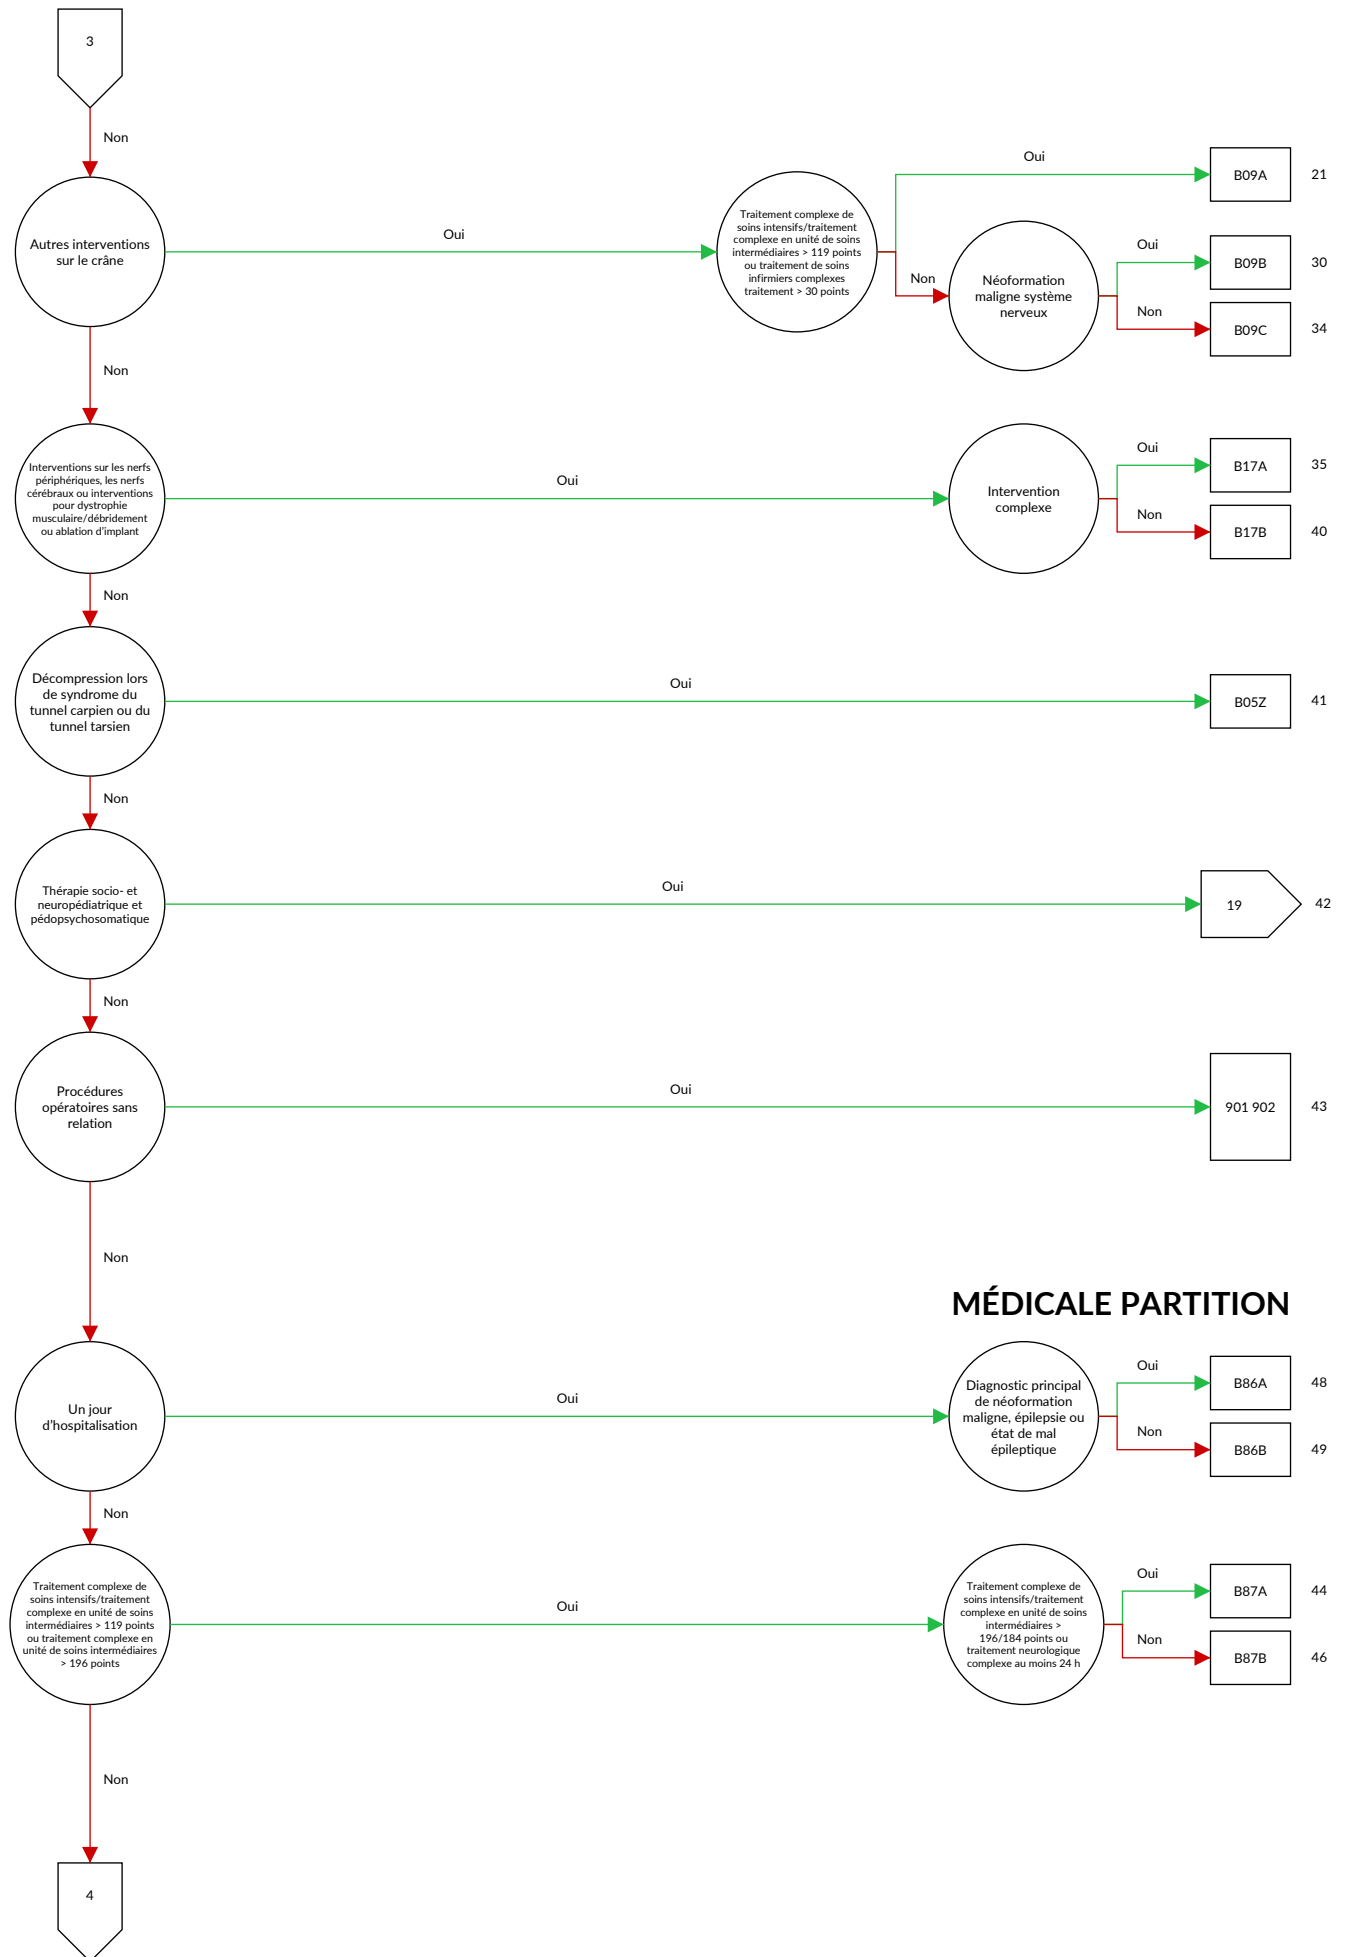 3
Non
Autres interventions
sur le crâne
Oui
Traitement complexe de
soins intensifs/traitement
complexe en unité de soins
intermédiaires > 119 points
ou traitement de soins
infirmiers complexes
traitement > 30 points
Oui
B09A
21
Non
Néoformation
maligne système
nerveux
Oui
B09B
30
Non
B09C
34
Non
Interventions sur les nerfs
périphériques, les nerfs
cérébraux ou interventions
pour dystrophie
musculaire/débridement
ou ablation d'implant
Oui
Intervention
complexe
Oui
B17A
35
Non
B17B
40
Non
Décompression lors
de syndrome du
tunnel carpien ou du
tunnel tarsien
Oui
B05Z
41
Non
Thérapie socio- et
neuropédiatrique et
pédopsychosomatique
Oui
19
42
Non
Procédures
opératoires sans
relation
Oui
901 902
43
Non
MÉDICALE PARTITION
Un jour
d'hospitalisation
Oui
Diagnostic principal
de néoformation
maligne, épilepsie ou
état de mal
épileptique
Oui
B86A
48
Non
B86B
49
Non
Traitement complexe de
soins intensifs/traitement
complexe en unité de soins
intermédiaires > 119 points
ou traitement complexe en
unité de soins intermédiaires
> 196 points
Oui
Traitement complexe de
soins intensifs/traitement
complexe en unité de soins
intermédiaires >
196/184 points ou
traitement neurologique
complexe au moins 24 h
Oui
B87A
44
Non
B87B
46
Non
4